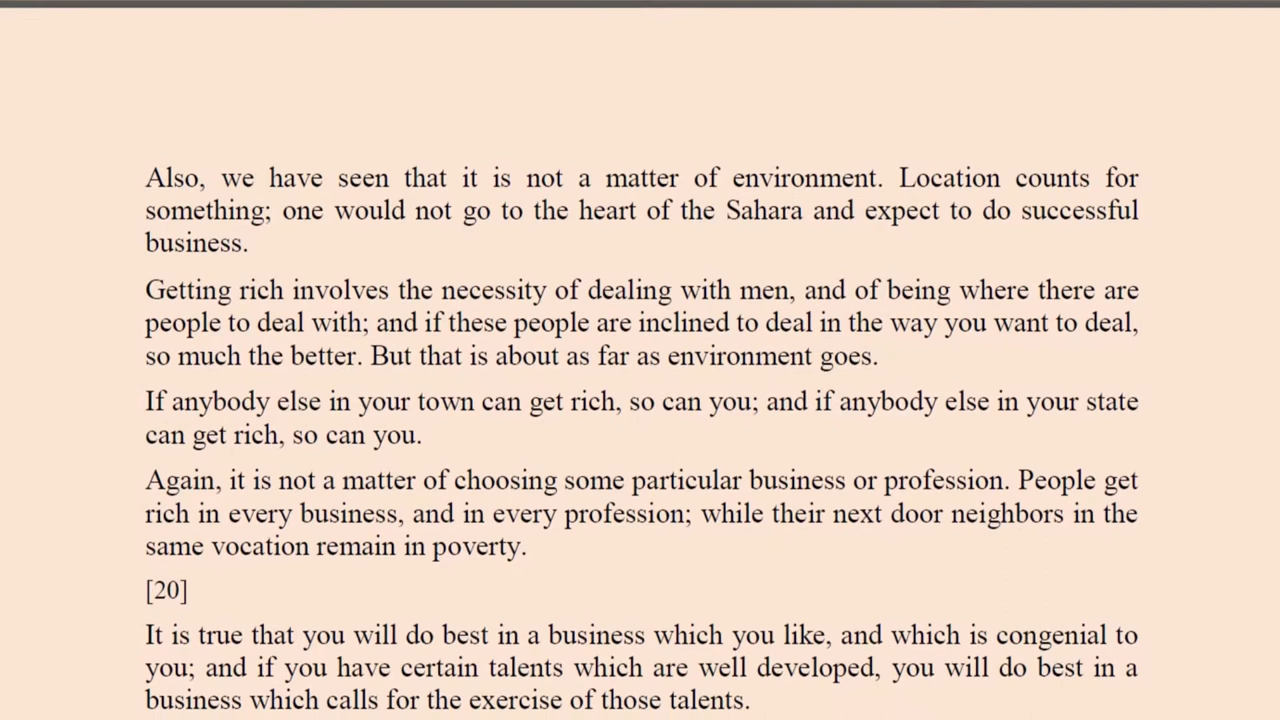 Also, we have seen that it is not a matter of environment. Location counts for
something; one would not go to the heart of the Sahara and expect to do successful
business.
Getting rich involves the necessity of dealing with men, and of being where there are
people to deal with; and if these people are inclined to deal in the way you want to deal,
so much the better. But that is about as far as environment goes.
If anybody else in your town can get rich, so can you; and if anybody else in your state
can get rich, so can you.
Again, it is not a matter of choosing some particular business or profession. People get
rich in every business, and in every profession; while their next door neighbors in the
same vocation remain in poverty.
[20]
It is true that you will do best in a business which you like, and which is congenial to
you; and if you have certain talents which are well developed, you will do best in a
business which calls for the exercise of those talents.